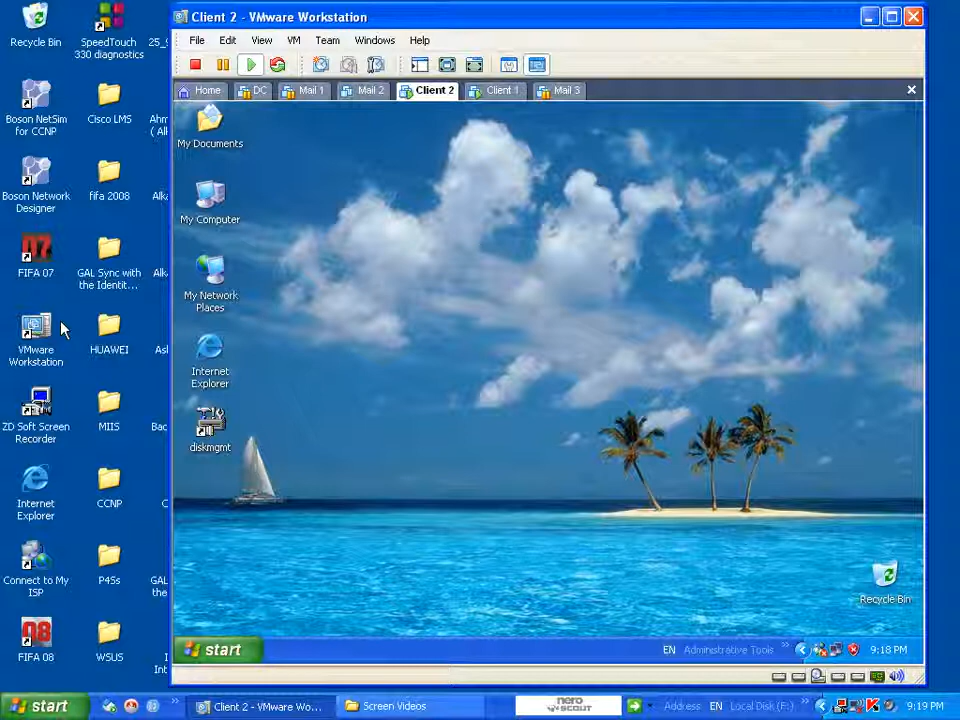 Client 2 - VMware Workstation
File Edit View VM Team Windows Help
Home DC Mail 1 Mail 2 Client 2 Client 1 Mail 3
Recycle Bin
SpeedTouch
330 diagnostics
Boson NetSim
for CCNP
Cisco LMS
Boson Network
Designer
fifa 2008
07
FIFA 07
GAL Sync with
the Identit...
VMware
Workstation
HUAWEI
ZD Soft Screen
Recorder
MIIS
Internet
Explorer
CCNP
Connect to My
ISP
P4Ss
08
FIFA 08
WSUS
My Documents
My Computer
My Network
Places
Internet
Explorer
diskmgmt
Recycle Bin
start
EN Administrative Tools
9:18 PM
start
Client 2 - VMware Wo...
Screen Videos
nero
SCOUT
Address EN Local Disk (F:)
9:19 PM